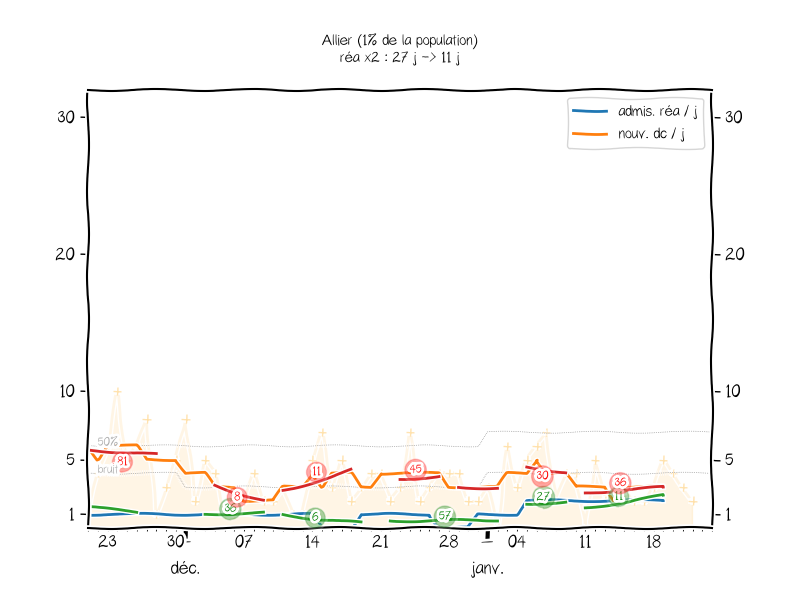 Allier (1% de la population)
réa x2 : 27 j -> 11 j
admis. réa / j
nouv. dc / j
30 30
20 20
10 10
5 5
1 1
50%
bruit
81
8
36
11
6
45
57
30
27
36
11
23 30 07 14 21 28 04 11 18
déc. janv.